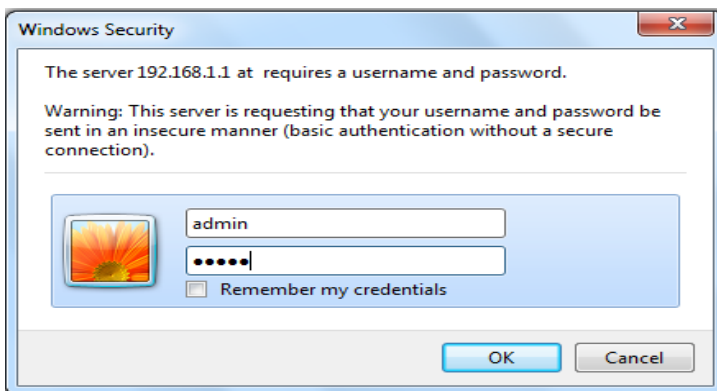 Windows Security
The server 192.168.1.1 at  requires a username and password.
Warning: This server is requesting that your username and password be
sent in an insecure manner (basic authentication without a secure
connection).
admin
●●●●●
Remember my credentials
OK
Cancel